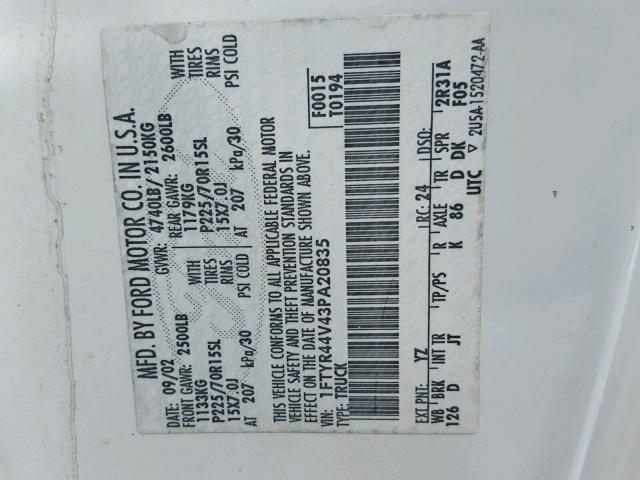 MFD. BY FORD MOTOR CO. IN U.S.A.
DATE: 09/02 GVWR: 4740LB/ 2150KG
FRONT GAWR: 2500LB REAR GAWR: 2600LB WITH
1133KG 1179KG TIRES
P225/70R15SL P225/70R15SL RIMS
15X7.0J 15X7.0J PSI COLD
AT 207 kPa/30 AT 207 kPa/30
WITH
TIRES
RIMS
PSI COLD
THIS VEHICLE CONFORMS TO ALL APPLICABLE FEDERAL MOTOR
VEHICLE SAFETY AND THEFT PREVENTION STANDARDS IN
EFFECT ON THE DATE OF MANUFACTURE SHOWN ABOVE.
VIN: 1FTYR44V43PA20835
TYPE: TRUCK
F0015
T0194
EXT PNT: YZ RC: 24 DSO:
WB BRK INT TR TP/PS R AXLE TR SPR 2R31A
126 D JT K 86 D DK F05
UTC ▽ 2U5A-1520472-AA